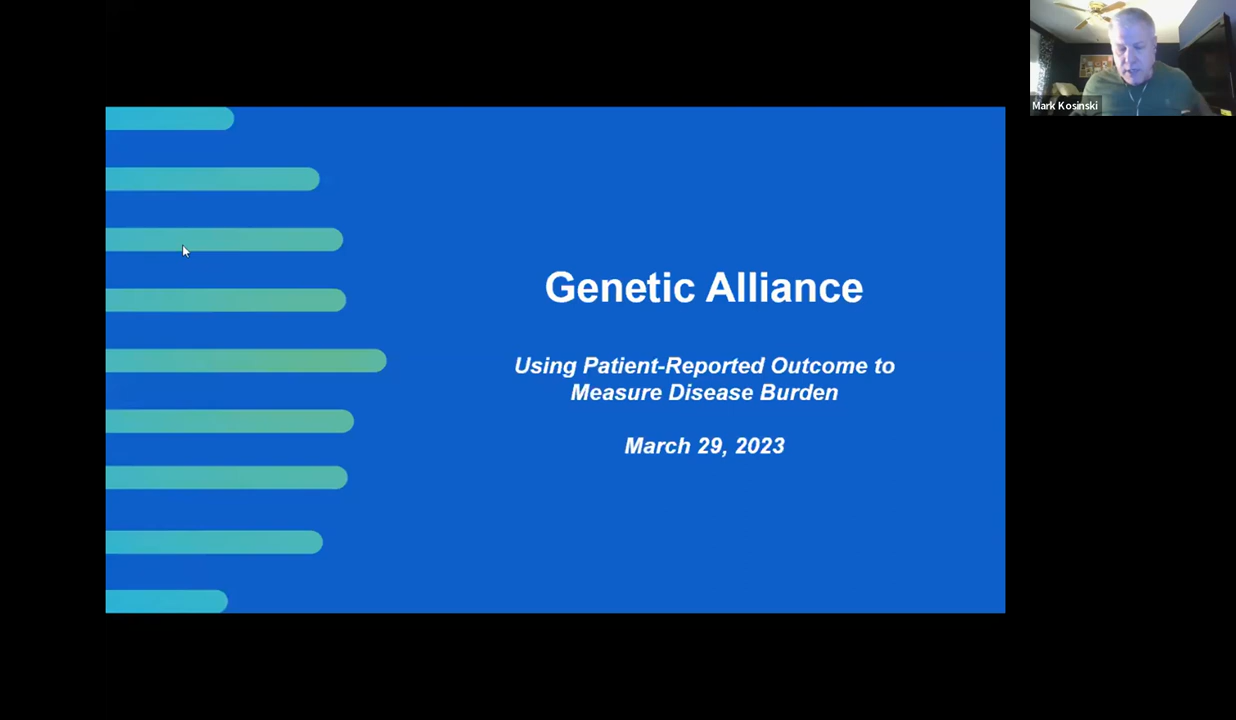 Mark Kosinski
Genetic Alliance
Using Patient-Reported Outcome to
Measure Disease Burden
March 29, 2023